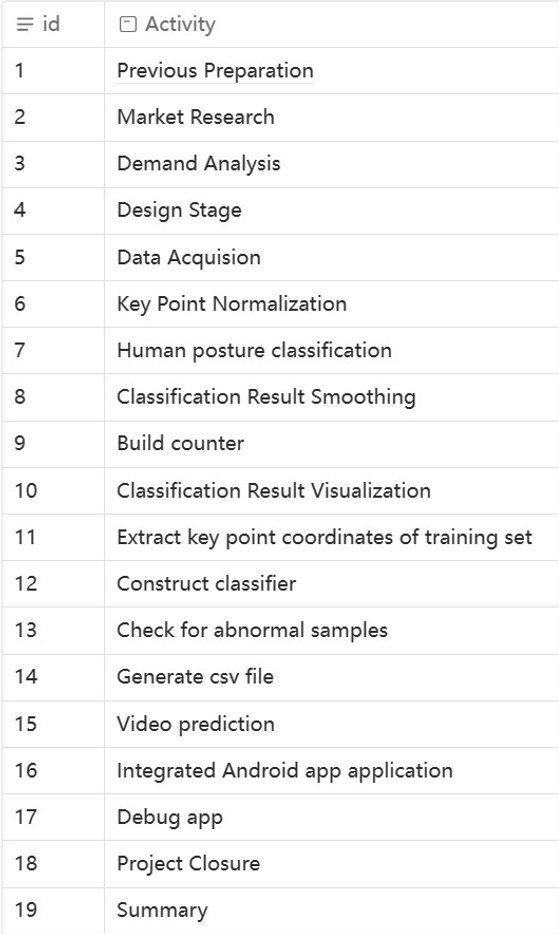 id Activity
1 Previous Preparation
2 Market Research
3 Demand Analysis
4 Design Stage
5 Data Acquision
6 Key Point Normalization
7 Human posture classification
8 Classification Result Smoothing
9 Build counter
10 Classification Result Visualization
11 Extract key point coordinates of training set
12 Construct classifier
13 Check for abnormal samples
14 Generate csv file
15 Video prediction
16 Integrated Android app application
17 Debug app
18 Project Closure
19 Summary